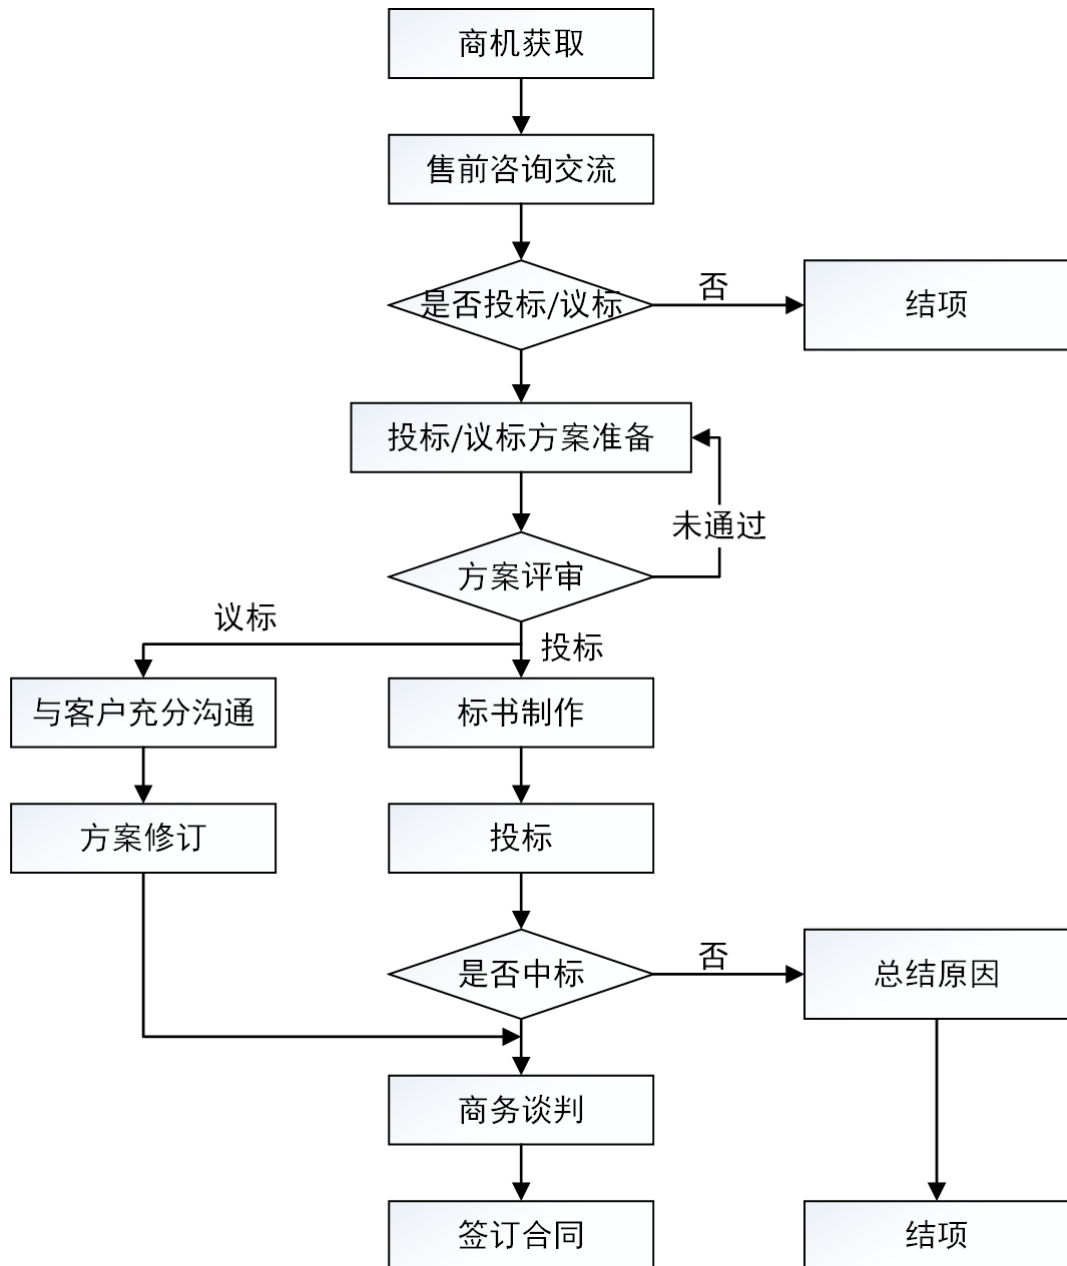 商机获取
售前咨询交流
是否投标/议标
否
结项
投标/议标方案准备
未通过
方案评审
议标
投标
与客户充分沟通
标书制作
方案修订
投标
是否中标
否
总结原因
商务谈判
签订合同
结项